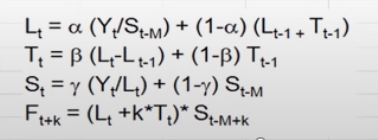 Lt = α (Yt/St-M) + (1-α) (Lt-1 + Tt-1)
Tt = β (Lt-Lt-1) + (1-β) Tt-1
St = γ (Yt/Lt) + (1-γ) St-M
Ft+k = (Lt +k*Tt)* St-M+k